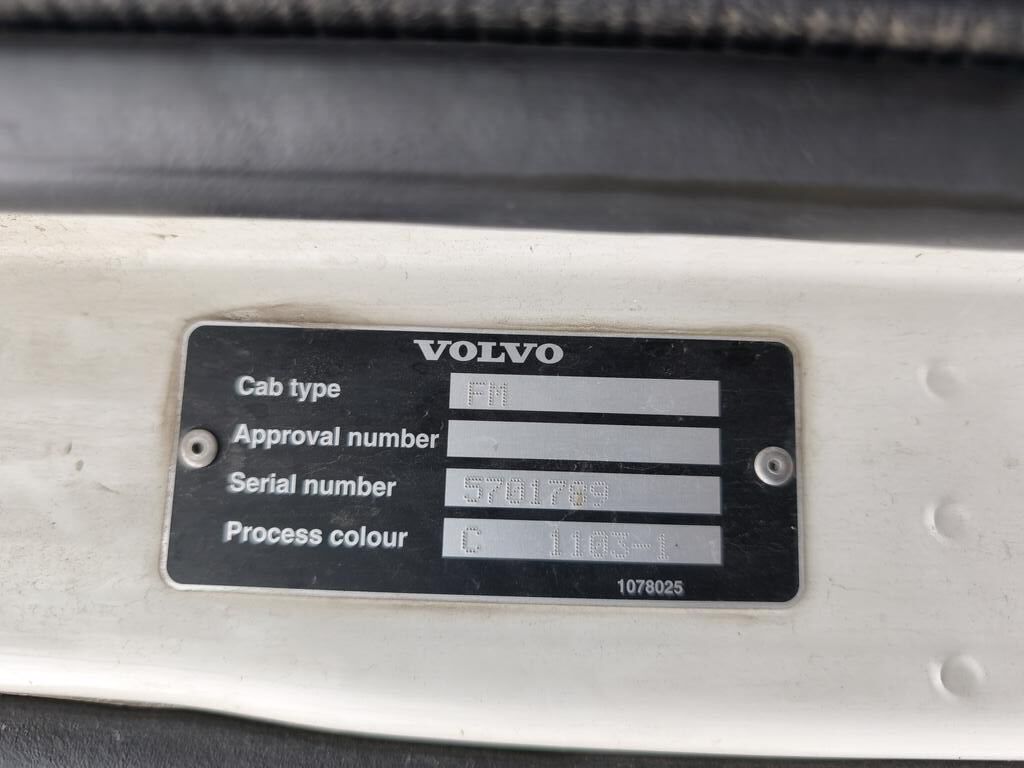 VOLVO
Cab type FM
Approval number
Serial number 5701709
Process colour C 1103-1
1078025